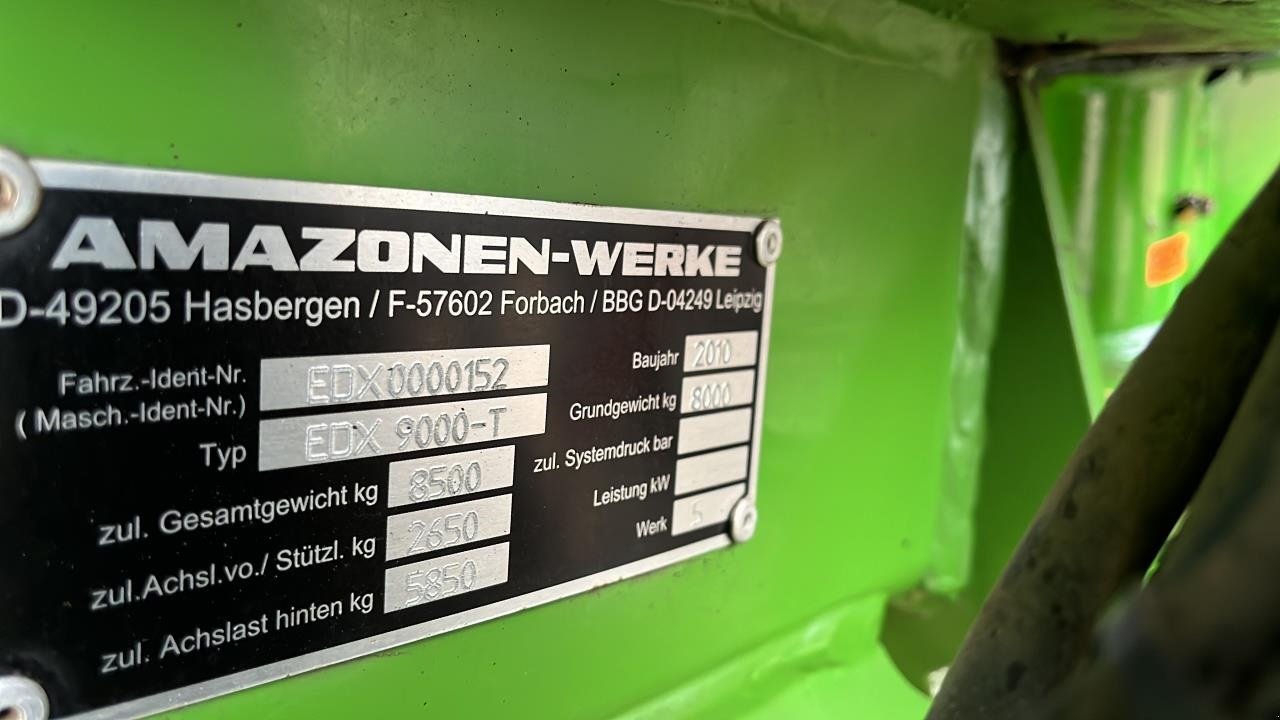 AMAZONEN-WERKE
D-49205 Hasbergen / F-57602 Forbach / BBG D-04249 Leipzig
Fahrz.-Ident-Nr.
( Masch.-Ident-Nr.) EDX0000152
Typ EDX 9000-T
zul. Gesamtgewicht kg 8500
zul.Achsl.vo./ Stützl. kg 2650
zul. Achslast hinten kg 5850
Baujahr 2010
Grundgewicht kg 8000
zul. Systemdruck bar
Leistung kW
Werk 5